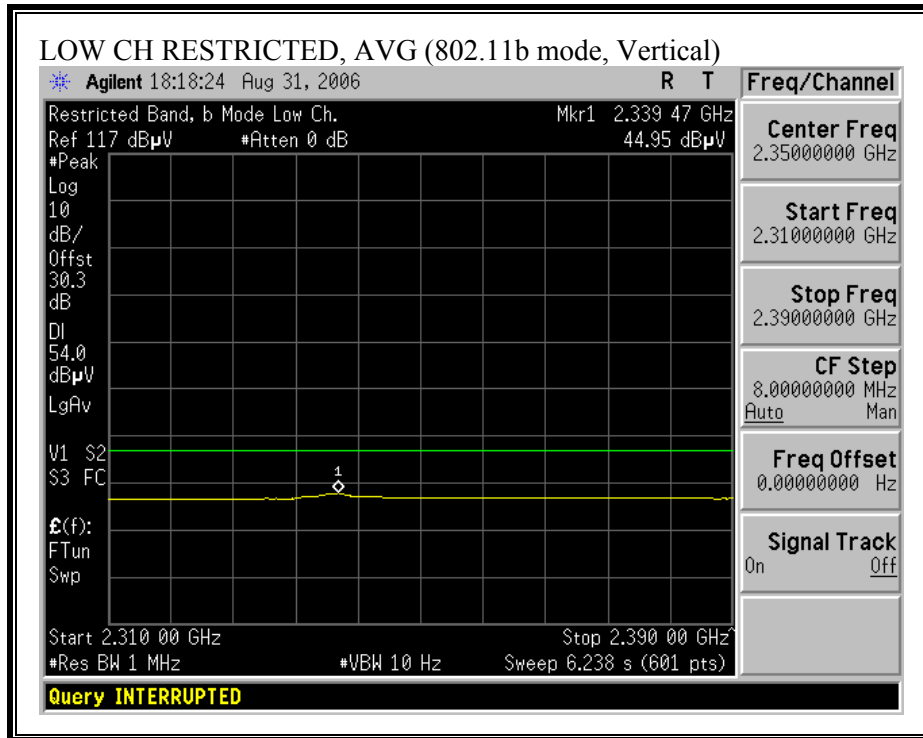 LOW CH RESTRICTED, AVG (802.11b mode, Vertical)
Agilent 18:18:24 Aug 31, 2006 R T
Restricted Band, b Mode Low Ch. Mkr1 2.339 47 GHz
Ref 117 dBµV #Atten 0 dB 44.95 dBµV
#Peak
Log
10
dB/
Offst
30.3
dB
DI
54.0
dBµV
LgAv
V1 S2
S3 FC
1
£(f):
FTun
Swp
Start 2.310 00 GHz Stop 2.390 00 GHz^
#Res BW 1 MHz #VBW 10 Hz Sweep 6.238 s (601 pts)
Query INTERRUPTED
Freq/Channel
Center Freq
2.35000000 GHz
Start Freq
2.31000000 GHz
Stop Freq
2.39000000 GHz
CF Step
8.00000000 MHz
Auto Man
Freq Offset
0.00000000 Hz
Signal Track
On Off